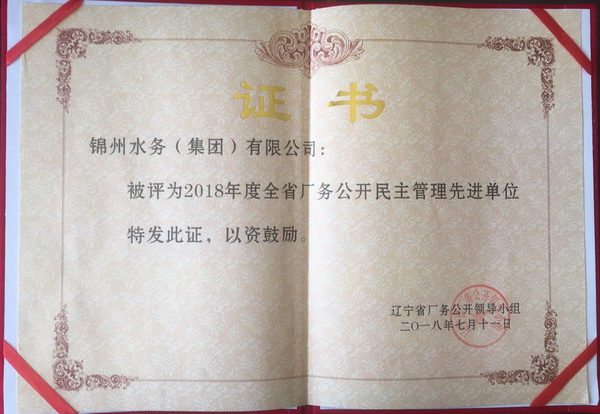 证书
锦州水务（集团）有限公司：
被评为2018年度全省厂务公开民主管理先进单位
特发此证，以资鼓励。
辽宁省厂务公开领导小组
二〇一八年七月十一日